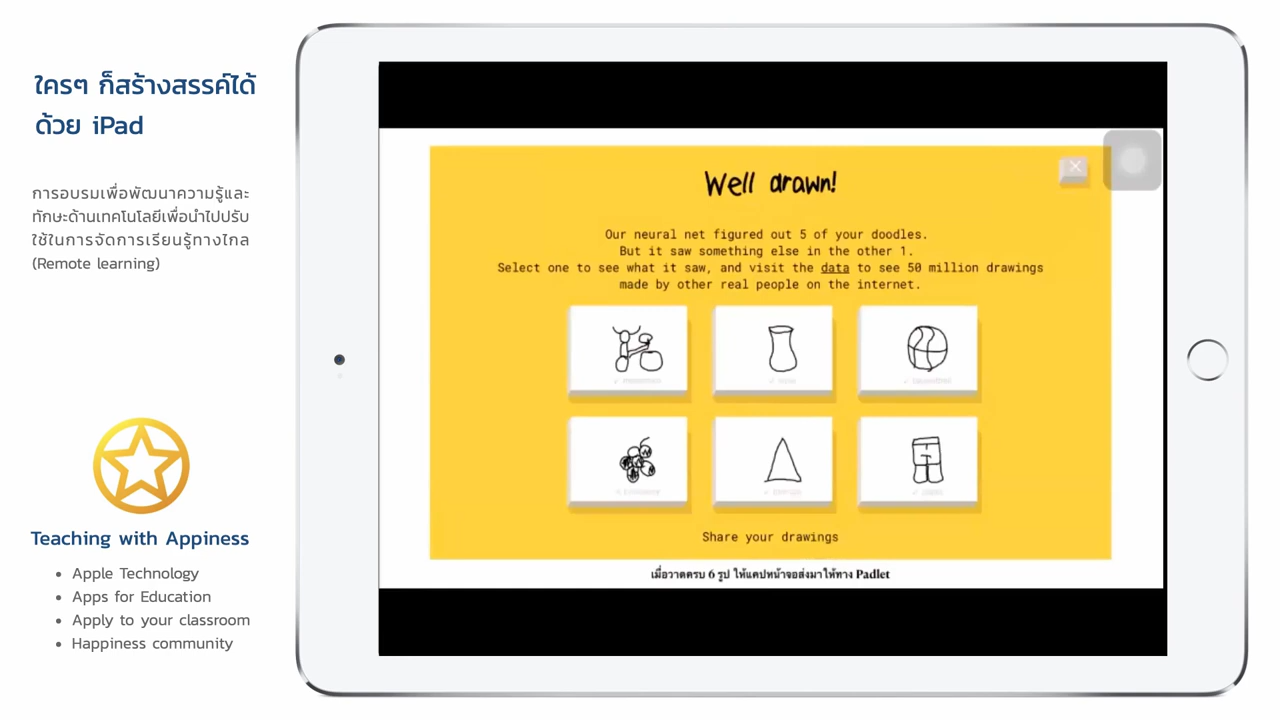 ใครๆ ก็สร้างสรรค์ได้
ด้วย iPad
การอบรมเพื่อพัฒนาความรู้และ
ทักษะด้านเทคโนโลยีเพื่อนำไปปรับ
ใช้ในการจัดการเรียนรู้ทางไกล
(Remote learning)
Teaching with Appiness
• Apple Technology
• Apps for Education
• Apply to your classroom
• Happiness community
Well drawn!
Our neural net figured out 5 of your doodles.
But it saw something else in the other 1.
Select one to see what it saw, and visit the data to see 50 million drawings
made by other real people on the internet.
Share your drawings
เมื่อวาดครบ 6 รูป ให้แคปหน้าจอส่งมาให้ทาง Padlet